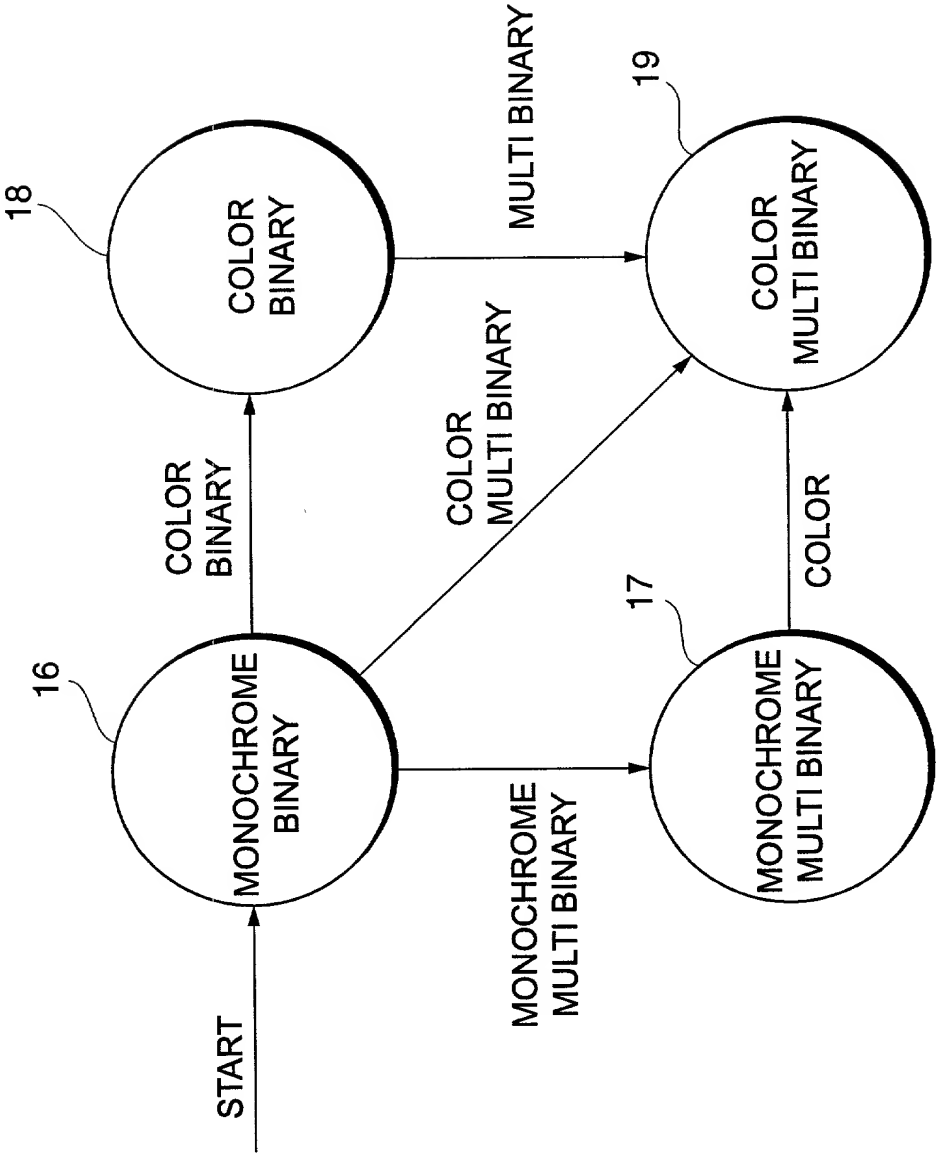 16
18
START
MONOCHROME
BINARY
COLOR
BINARY
COLOR
BINARY
MONOCHROME
MULTI BINARY
COLOR
MULTI BINARY
MULTI BINARY
17
19
MONOCHROME
MULTI BINARY
COLOR
COLOR
MULTI BINARY